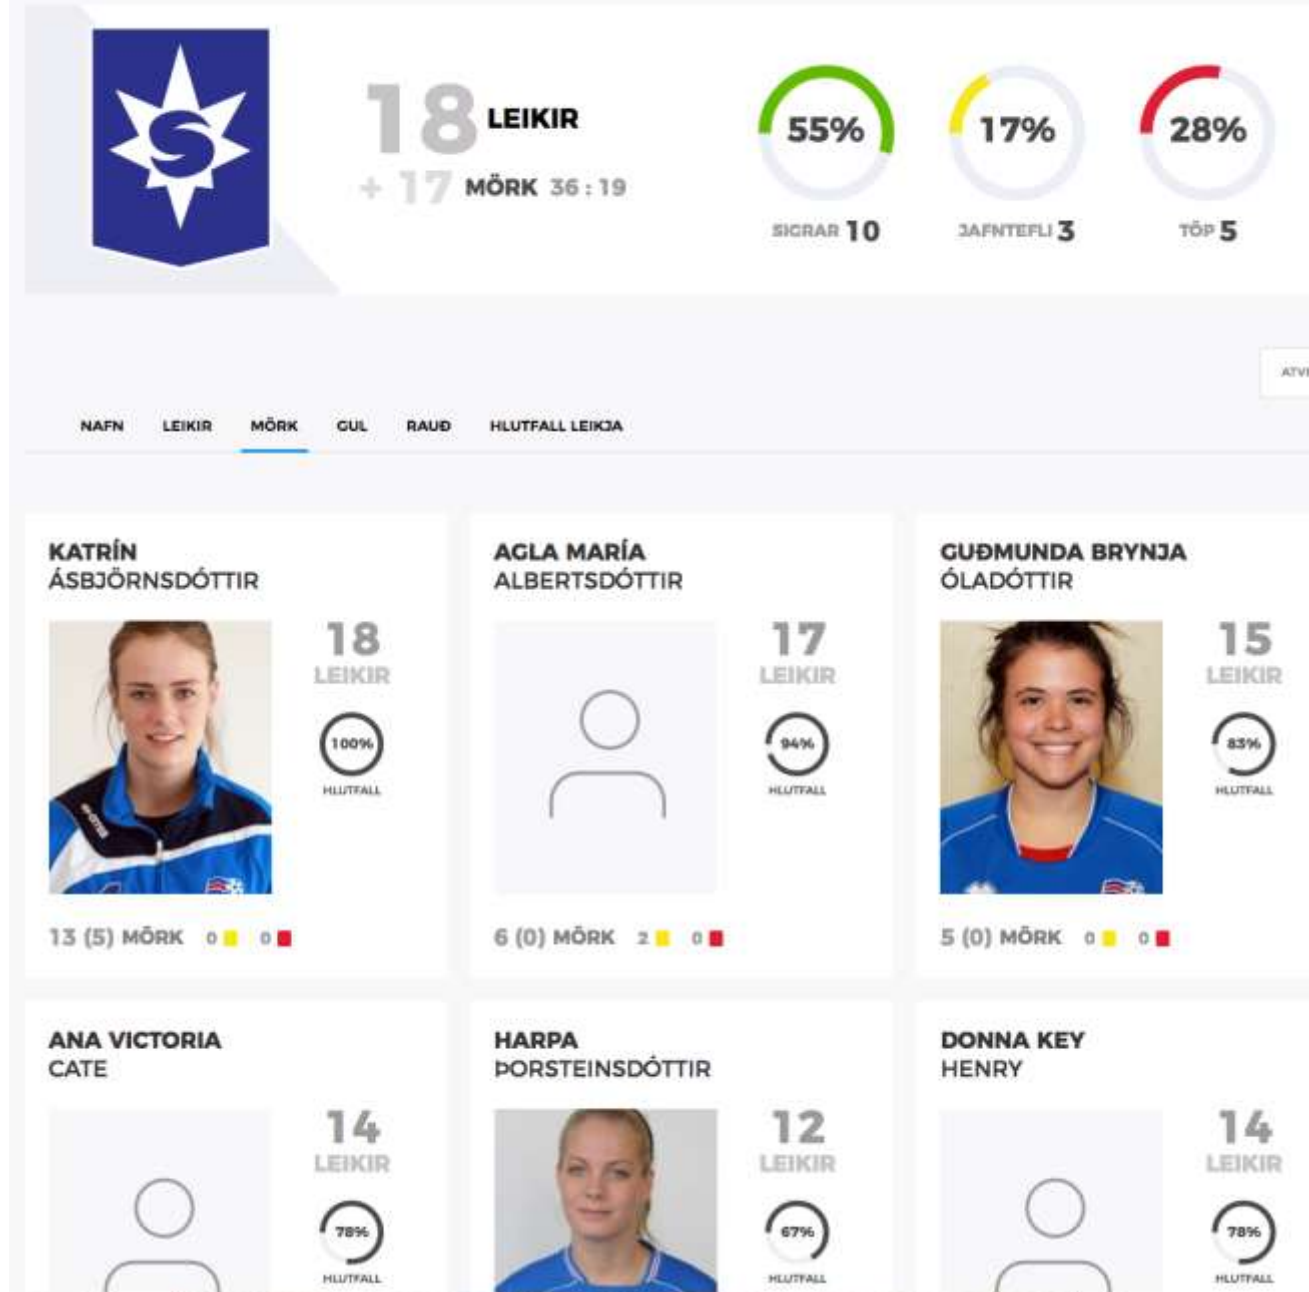 S
18 LEIKIR
+ 17 MÖRK 36 : 19
55%
17%
28%
SIGRAR 10
JAFNTEFLI 3
TÖP 5
NAFN LEIKIR MÖRK GUL RAUÐ HLUTFALL LEIKJA
KATRÍN
ÁSBJÖRNSDÓTTIR
18
LEIKIR
100%
HLUTFALL
13 (5) MÖRK 0 0
AGLA MARÍA
ALBERTSDÓTTIR
17
LEIKIR
94%
HLUTFALL
6 (0) MÖRK 2 0
GUÐMUNDA BRYNJA
ÓLADÓTTIR
15
LEIKIR
83%
HLUTFALL
5 (0) MÖRK 0 0
ANA VICTORIA
CATE
14
LEIKIR
78%
HLUTFALL
HARPA
ÞORSTEINSDÓTTIR
12
LEIKIR
67%
HLUTFALL
DONNA KEY
HENRY
14
LEIKIR
78%
HLUTFALL